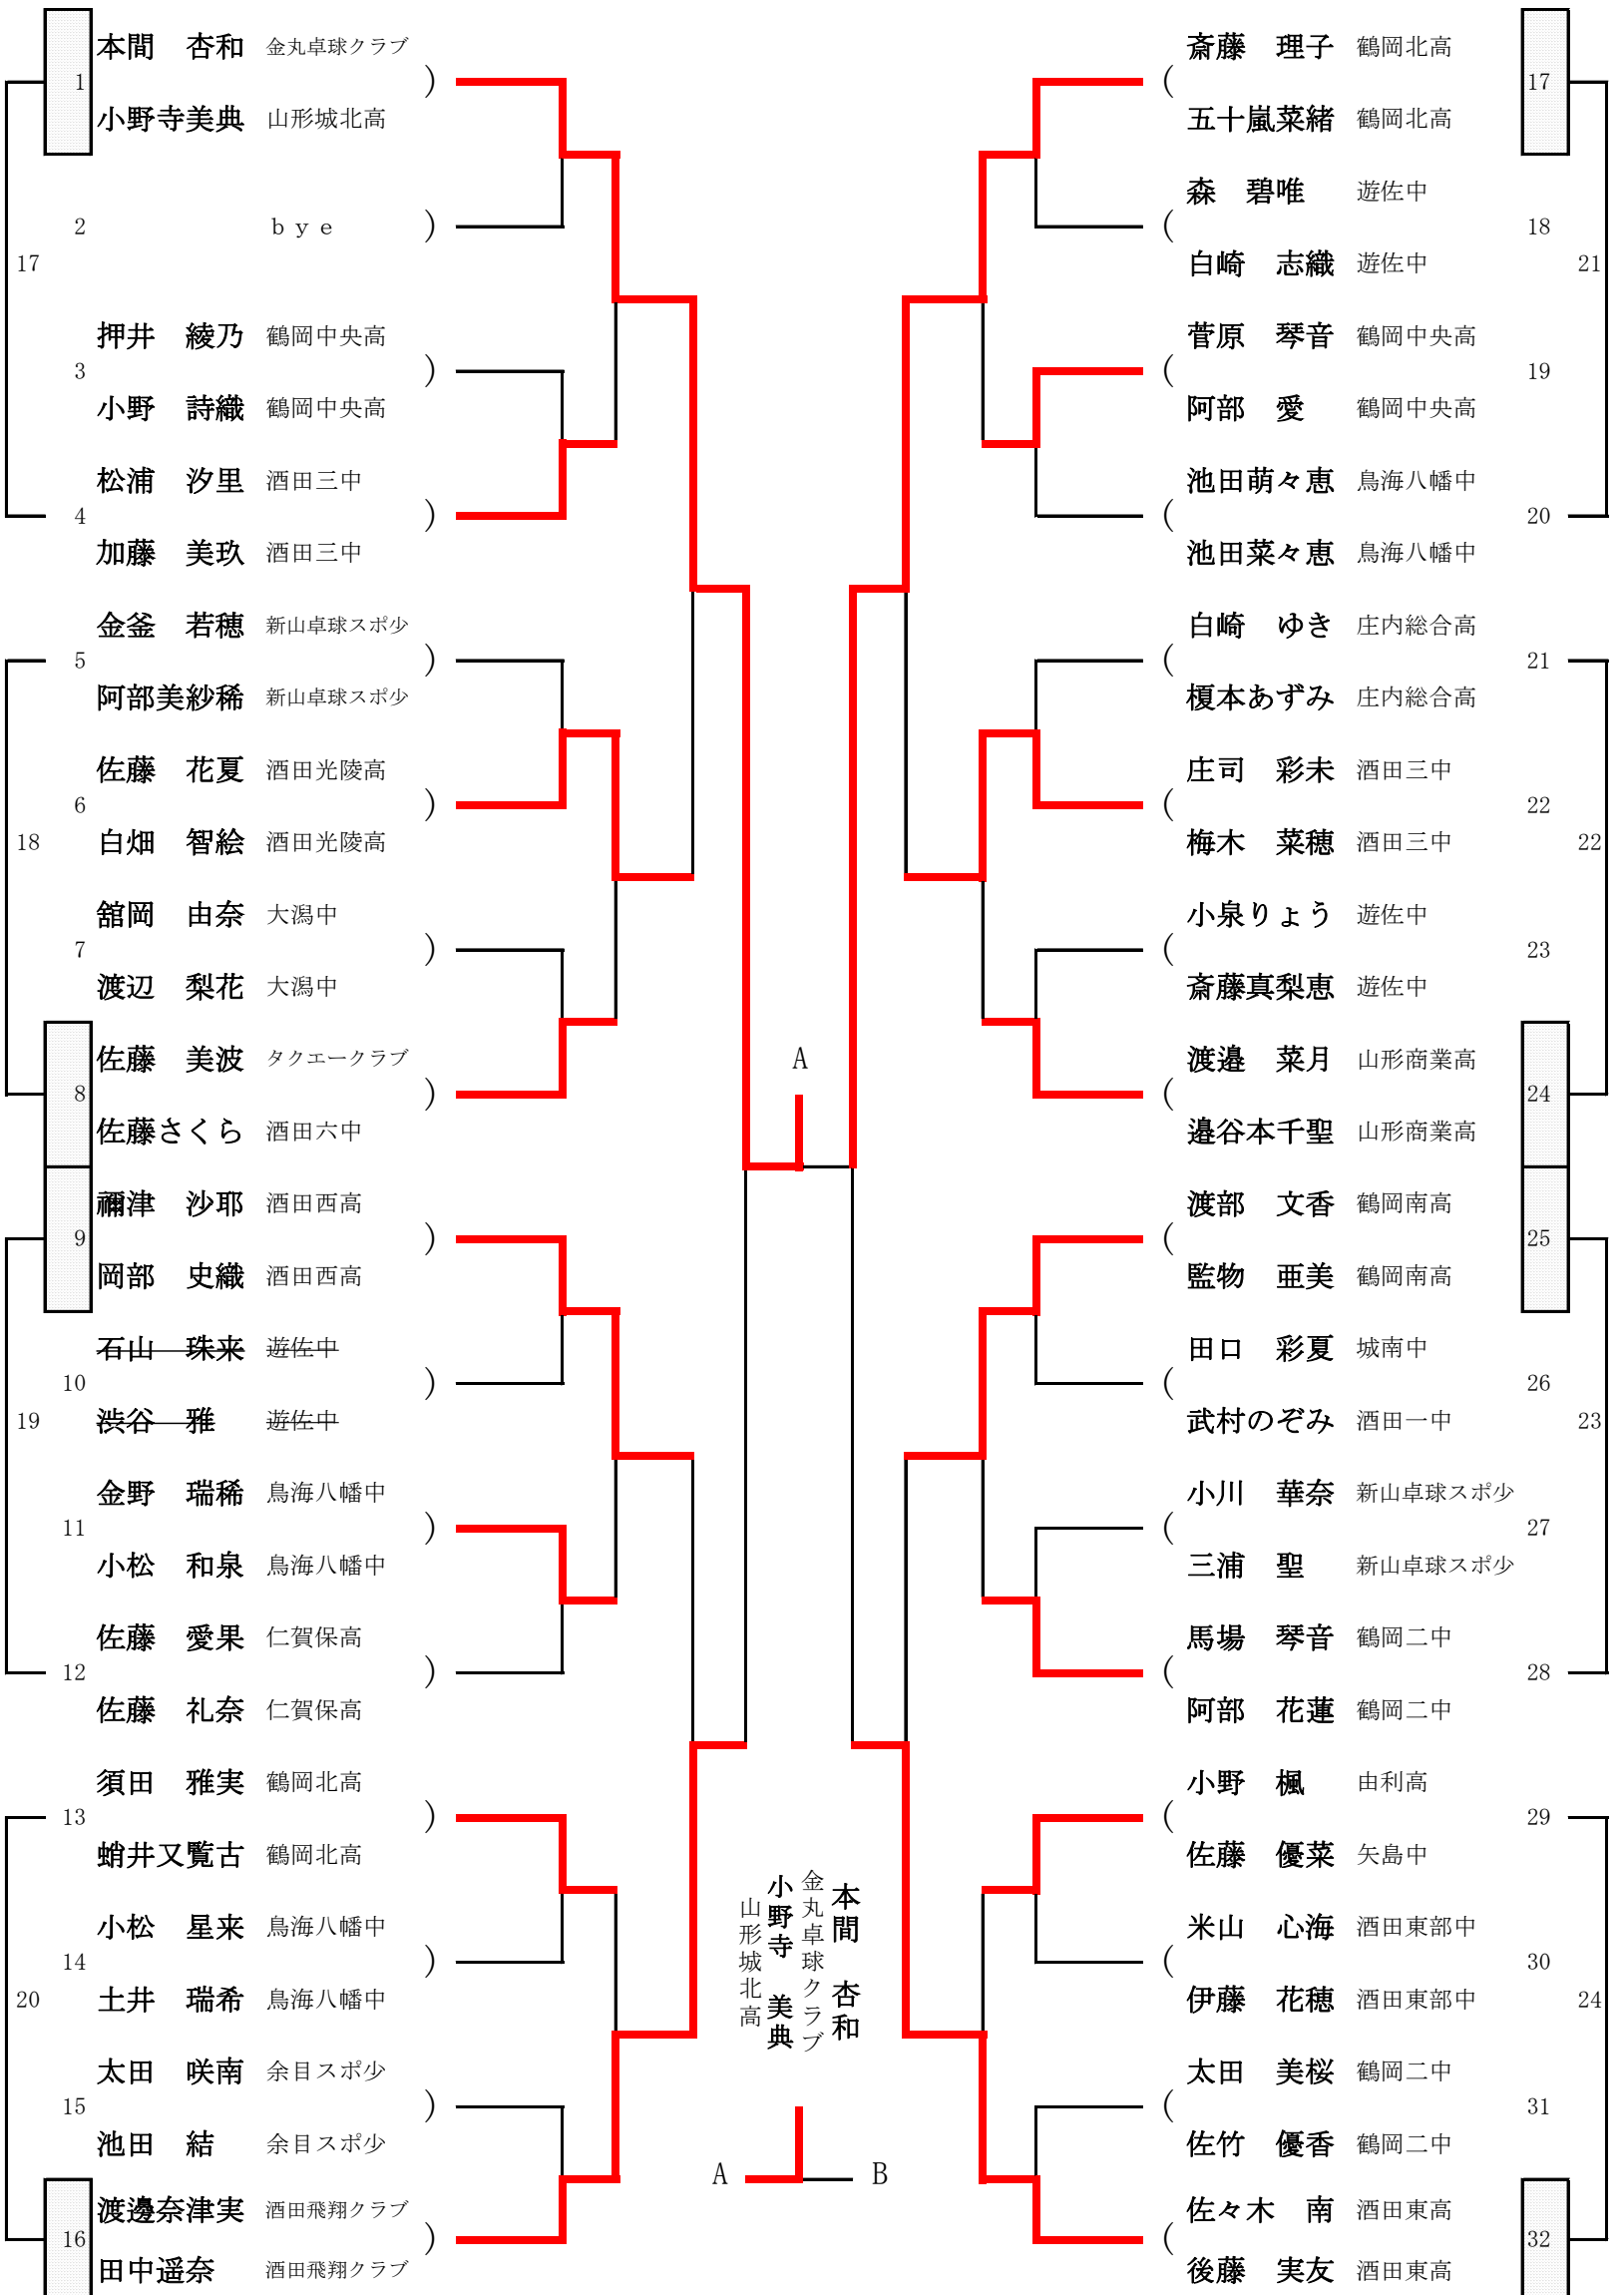 本間　杏和 金丸卓球クラブ
1 )
小野寺美典 山形城北高
2 bye )
17
押井　綾乃 鶴岡中央高
3 )
小野　詩織 鶴岡中央高
松浦　汐里 酒田三中
4 )
加藤　美玖 酒田三中
金釜　若穂 新山卓球スポ少
5 )
阿部美紗稀 新山卓球スポ少
佐藤　花夏 酒田光陵高
6 )
18 白畑　智絵 酒田光陵高
舘岡　由奈 大潟中
7 )
渡辺　梨花 大潟中
佐藤　美波 タクエークラブ
8 )
佐藤さくら 酒田六中
禰津　沙耶 酒田西高
9 )
岡部　史織 酒田西高
石山　珠来 遊佐中
10 )
19 渋谷　雅 遊佐中
金野　瑞稀 鳥海八幡中
11 )
小松　和泉 鳥海八幡中
佐藤　愛果 仁賀保高
12 )
佐藤　礼奈 仁賀保高
須田　雅実 鶴岡北高
13 )
蛸井又覧古 鶴岡北高
小松　星来 鳥海八幡中
14 )
20 土井　瑞希 鳥海八幡中
太田　咲南 余目スポ少
15 )
池田　結 余目スポ少
渡邊奈津実 酒田飛翔クラブ
16 )
田中遥奈 酒田飛翔クラブ
A
本間　杏和
金丸卓球クラブ
小野寺　美典
山形城北高
A B
斎藤　理子 鶴岡北高
( 17
五十嵐菜緒 鶴岡北高
森　碧唯 遊佐中
( 18
白崎　志織 遊佐中 21
菅原　琴音 鶴岡中央高
( 19
阿部　愛 鶴岡中央高
池田萌々恵 鳥海八幡中
( 20
池田菜々恵 鳥海八幡中
白崎　ゆき 庄内総合高
( 21
榎本あずみ 庄内総合高
庄司　彩未 酒田三中
( 22
梅木　菜穂 酒田三中 22
小泉りょう 遊佐中
( 23
斎藤真梨恵 遊佐中
渡邉　菜月 山形商業高
( 24
邉谷本千聖 山形商業高
渡部　文香 鶴岡南高
( 25
監物　亜美 鶴岡南高
田口　彩夏 城南中
( 26
武村のぞみ 酒田一中 23
小川　華奈 新山卓球スポ少
( 27
三浦　聖 新山卓球スポ少
馬場　琴音 鶴岡二中
( 28
阿部　花蓮 鶴岡二中
小野　楓 由利高
( 29
佐藤　優菜 矢島中
米山　心海 酒田東部中
( 30
伊藤　花穂 酒田東部中 24
太田　美桜 鶴岡二中
( 31
佐竹　優香 鶴岡二中
佐々木　南 酒田東高
( 32
後藤　実友 酒田東高